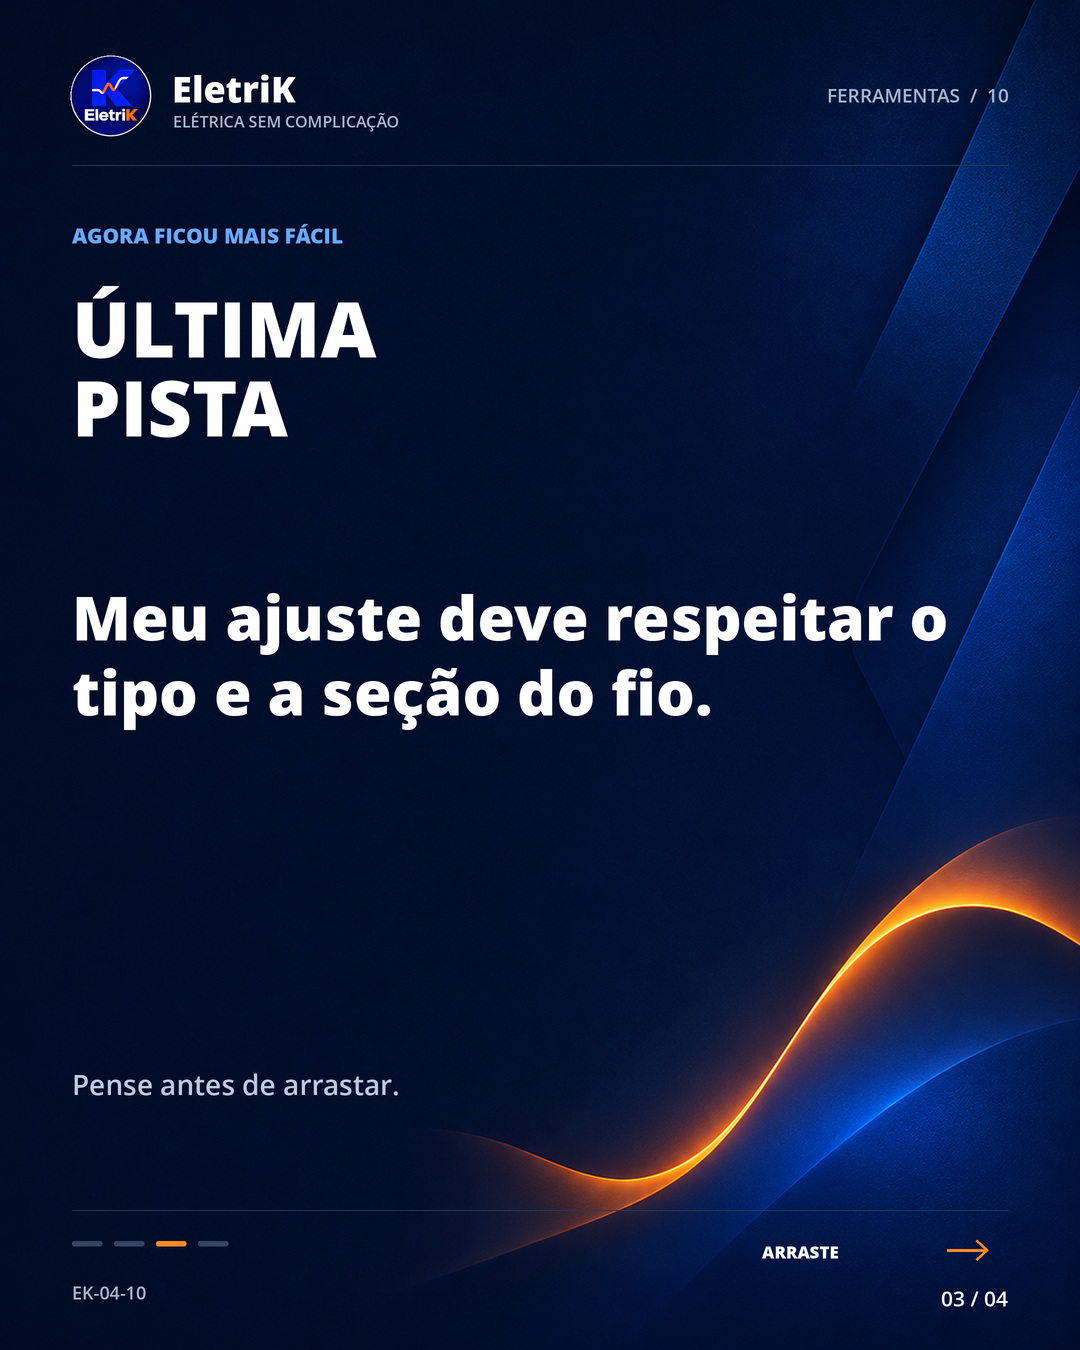 EletriK
EletriK
ELÉTRICA SEM COMPLICAÇÃO
FERRAMENTAS / 10
AGORA FICOU MAIS FÁCIL
ÚLTIMA
PISTA
Meu ajuste deve respeitar o
tipo e a seção do fio.
Pense antes de arrastar.
ARRASTE
EK-04-10
03 / 04